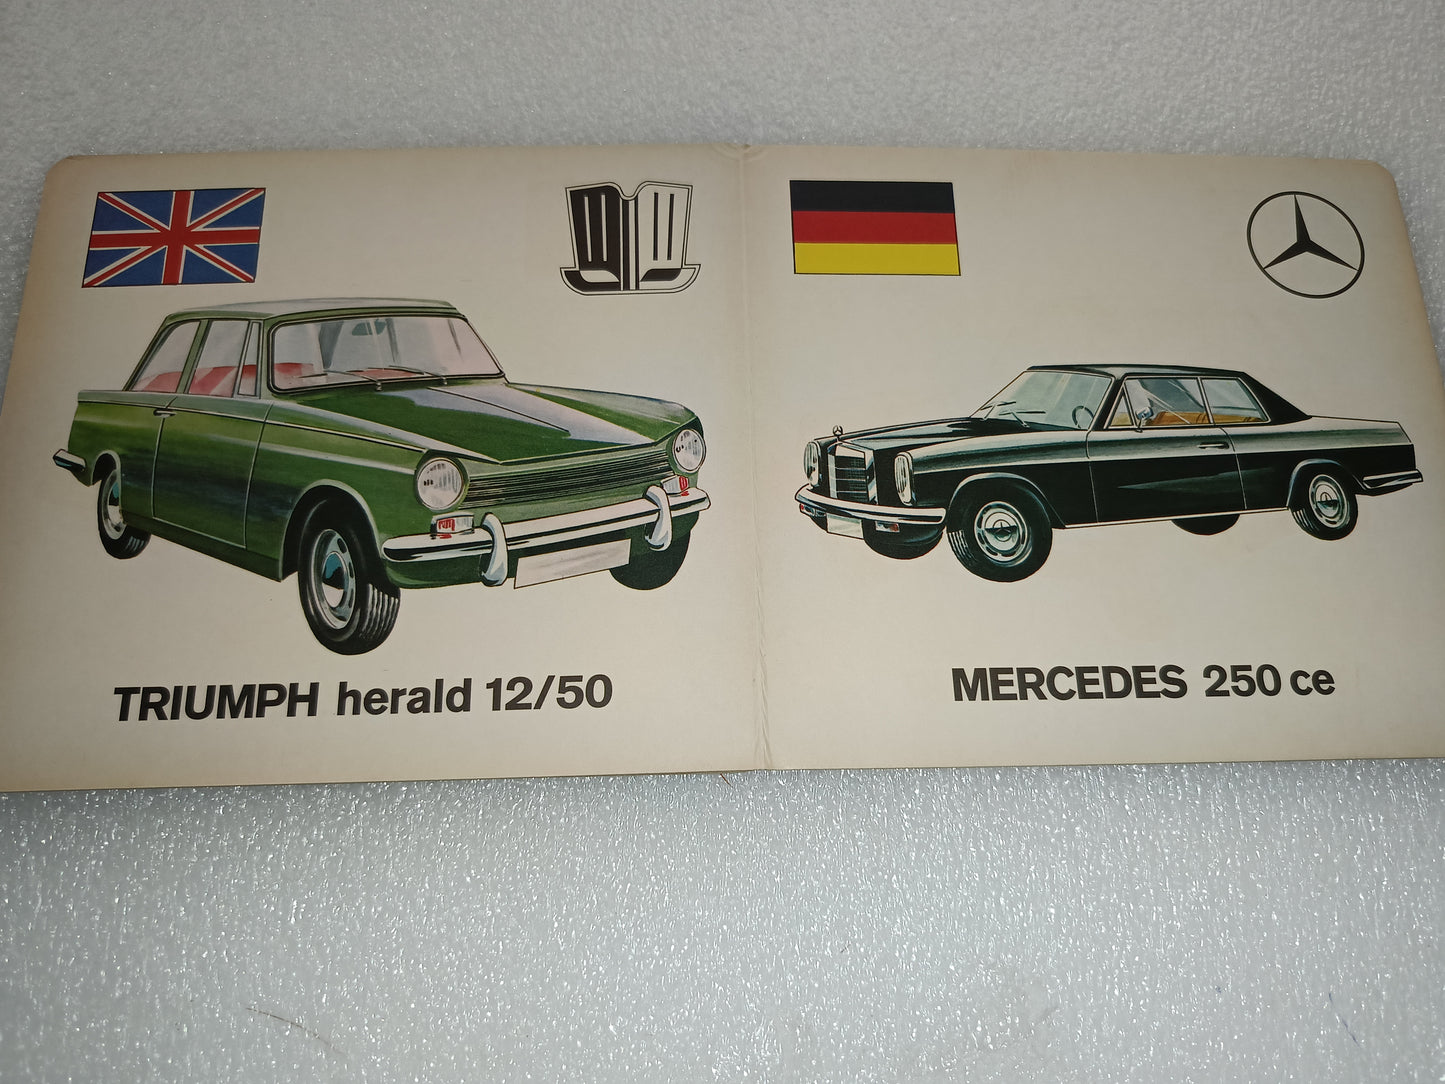 TRIUMPH herald 12/50
MERCEDES 250 ce